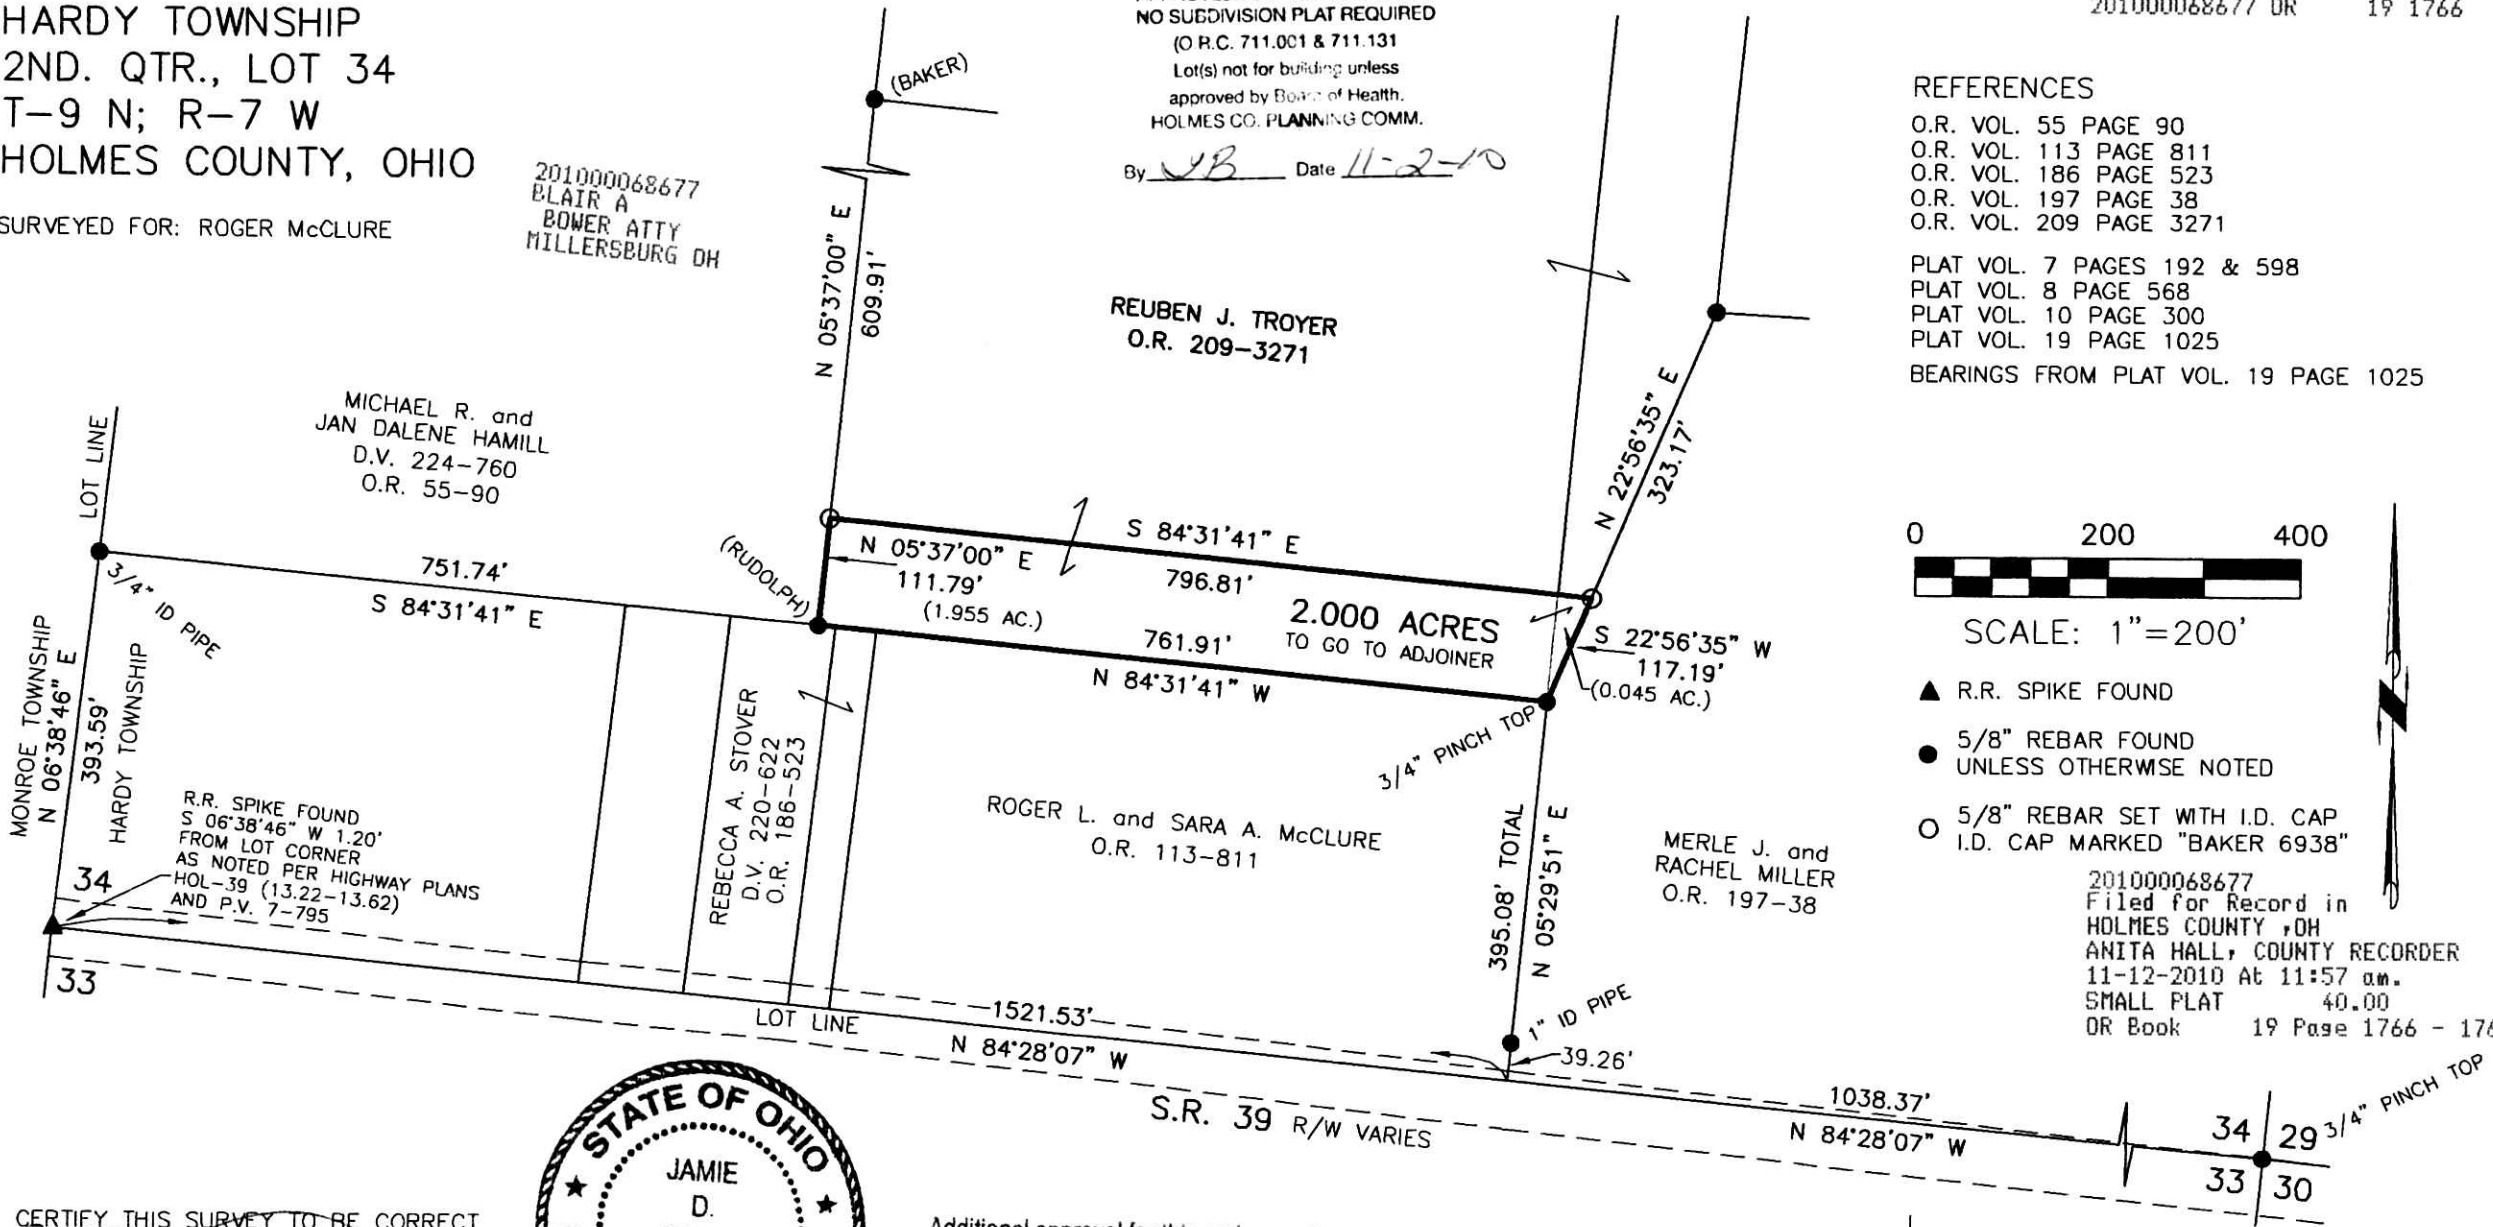 HARDY TOWNSHIP
2ND. QTR., LOT 34
T-9 N; R-7 W
HOLMES COUNTY, OHIO
SURVEYED FOR: ROGER McCLURE
201000068677
BLAIR A
BOWER ATTY
MILLERSBURG OH
NO SUBDIVISION PLAT REQUIRED
(O R.C. 711.001 & 711.131
Lot(s) not for building unless
approved by Board of Health.
HOLMES CO. PLANNING COMM.
By JB Date 11-2-10
201000068677 OR 19 1766
REFERENCES
O.R. VOL. 55 PAGE 90
O.R. VOL. 113 PAGE 811
O.R. VOL. 186 PAGE 523
O.R. VOL. 197 PAGE 38
O.R. VOL. 209 PAGE 3271
PLAT VOL. 7 PAGES 192 & 598
PLAT VOL. 8 PAGE 568
PLAT VOL. 10 PAGE 300
PLAT VOL. 19 PAGE 1025
BEARINGS FROM PLAT VOL. 19 PAGE 1025
(BAKER)
N 05°37'00" E
609.91'
REUBEN J. TROYER
O.R. 209-3271
N 22°56'35" E
323.17'
MICHAEL R. and
JAN DALENE HAMILL
D.V. 224-760
O.R. 55-90
LOT LINE
3/4" ID PIPE
751.74'
S 84°31'41" E
(RUDOLPH)
N 05°37'00" E
111.79'
(1.955 AC.)
S 84°31'41" E
796.81'
2.000 ACRES
TO GO TO ADJOINER
761.91'
N 84°31'41" W
S 22°56'35" W
117.19'
(0.045 AC.)
3/4" PINCH TOP
0 200 400
SCALE: 1"=200'
R.R. SPIKE FOUND
5/8" REBAR FOUND
UNLESS OTHERWISE NOTED
5/8" REBAR SET WITH I.D. CAP
I.D. CAP MARKED "BAKER 6938"
MONROE TOWNSHIP
N 06°38'46" E
393.59'
HARDY TOWNSHIP
R.R. SPIKE FOUND
S 06°38'46" W 1.20'
FROM LOT CORNER
AS NOTED PER HIGHWAY PLANS
HOL-39 (13.22-13.62)
AND P.V. 7-795
34
33
REBECCA A. STOVER
D.V. 220-622
O.R. 186-523
ROGER L. and SARA A. McCLURE
O.R. 113-811
395.08' TOTAL
N 05°29'51" E
MERLE J. and
RACHEL MILLER
O.R. 197-38
201000068677
Filed for Record in
HOLMES COUNTY ,OH
ANITA HALL, COUNTY RECORDER
11-12-2010 At 11:57 am.
SMALL PLAT 40.00
OR Book 19 Page 1766 - 176
1521.53'
LOT LINE
N 84°28'07" W
1" ID PIPE
39.26'
1038.37'
N 84°28'07" W
S.R. 39 R/W VARIES
34 29
33 30
3/4" PINCH TOP
STATE OF OHIO
JAMIE
D.
CERTIFY THIS SURVEY TO BE CORRECT
Additional approval for this